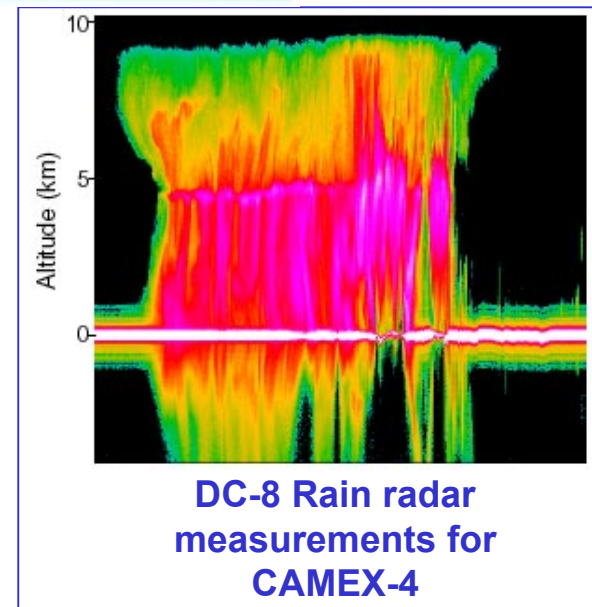 10
Altitude (km)
5
0
DC-8 Rain radar
measurements for
CAMEX-4